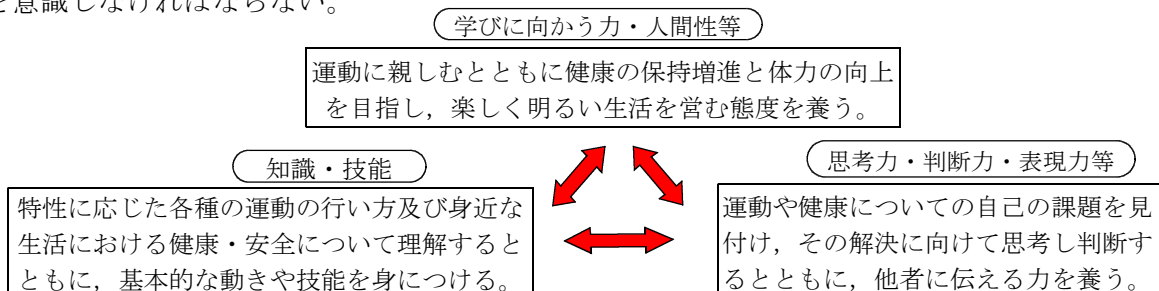 を意識しなければならない。
学びに向かう力・人間性等
運動に親しむとともに健康の保持増進と体力の向上
を目指し，楽しく明るい生活を営む態度を養う。
知識・技能
特性に応じた各種の運動の行い方及び身近な
生活における健康・安全について理解すると
ともに，基本的な動きや技能を身につける。
思考力・判断力・表現力等
運動や健康についての自己の課題を見
付け，その解決に向けて思考し判断す
るとともに，他者に伝える力を養う。